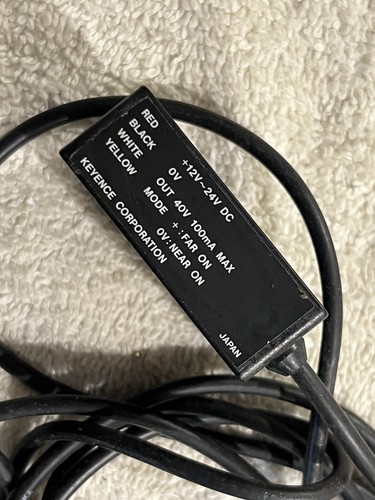 RED +12V~24V DC
BLACK 0V
WHITE OUT 40V 100mA MAX
YELLOW MODE +:FAR ON
0V:NEAR ON
KEYENCE CORPORATION
JAPAN